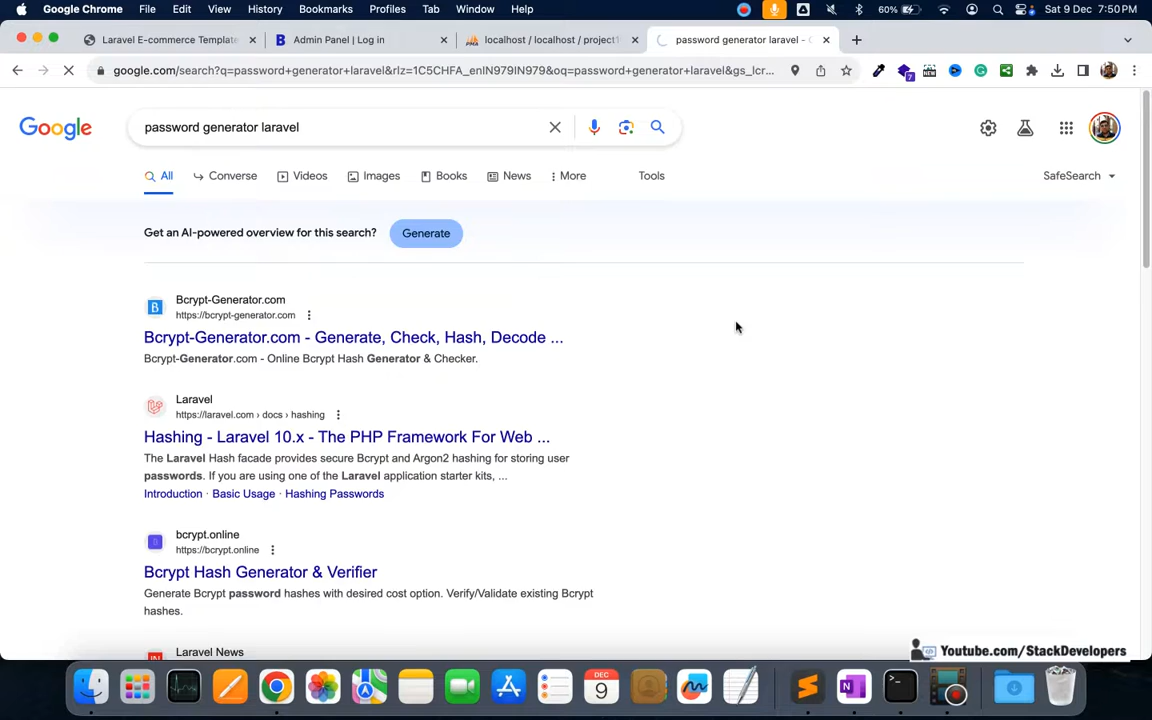 Google Chrome File Edit View History Bookmarks Profiles Tab Window Help 60% Sat 9 Dec 7:50 PM
Laravel E-commerce Template Admin Panel | Log in localhost / localhost / project password generator laravel -
google.com/search?q=password+generator+laravel&rlz=1C5CHFA_enIN979IN979&oq=password+generator+laravel&gs_lcr... 7
Google password generator laravel
All Converse Videos Images Books News More Tools SafeSearch
Get an AI-powered overview for this search? Generate
B Bcrypt-Generator.com
https://bcrypt-generator.com
Bcrypt-Generator.com - Generate, Check, Hash, Decode ...
Bcrypt-Generator.com - Online Bcrypt Hash Generator & Checker.
Laravel
https://laravel.com › docs › hashing
Hashing - Laravel 10.x - The PHP Framework For Web ...
The Laravel Hash facade provides secure Bcrypt and Argon2 hashing for storing user
passwords. If you are using one of the Laravel application starter kits, ...
Introduction · Basic Usage · Hashing Passwords
bcrypt.online
https://bcrypt.online
Bcrypt Hash Generator & Verifier
Generate Bcrypt password hashes with desired cost option. Verify/Validate existing Bcrypt
hashes.
Laravel News
Youtube.com/StackDevelopers
DEC
9